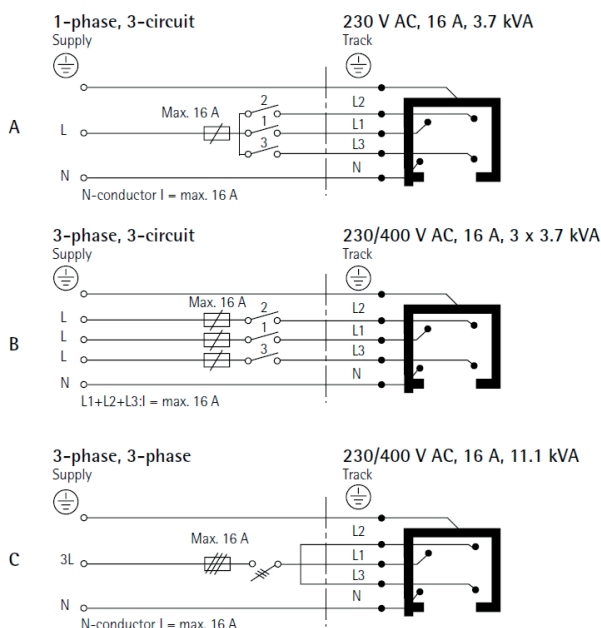 1-phase, 3-circuit 230 V AC, 16 A, 3.7 kVA
Supply Track
2 L2
Max. 16 A
A L 1 L1
3 L3
N N
N-conductor I = max. 16 A
3-phase, 3-circuit 230/400 V AC, 16 A, 3 x 3.7 kVA
Supply Track
Max. 16 A
L 2 L2
L 1 L1
B L 3 L3
N N
L1+L2+L3:I = max. 16 A
3-phase, 3-phase 230/400 V AC, 16 A, 11.1 kVA
Supply Track
Max. 16 A L2
C 3L L1
L3
N N
N-conductor I = max. 16 A